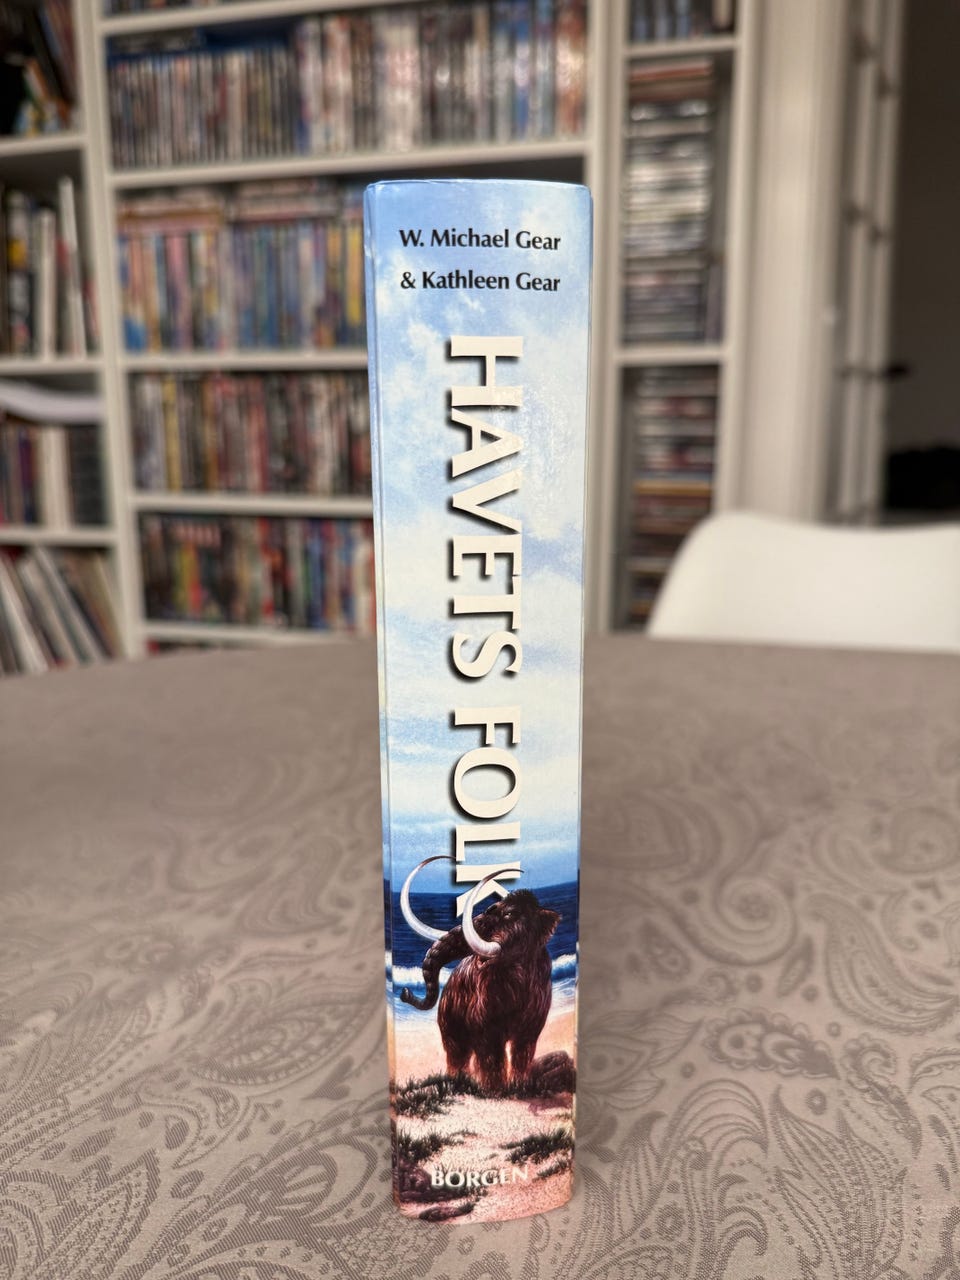 W. Michael Gear
& Kathleen Gear
HAVETS FOLK
BORGEN